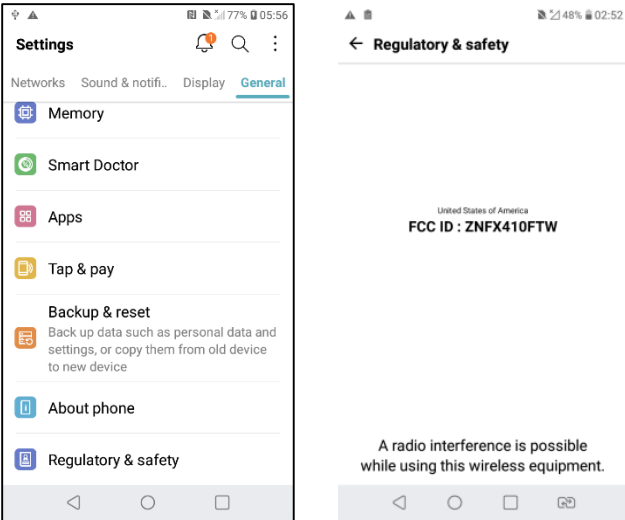 77% 05:56
Settings
1
Networks Sound & notifi.. Display General
Memory
Smart Doctor
Apps
Tap & pay
Backup & reset
Back up data such as personal data and
settings, or copy them from old device
to new device
About phone
Regulatory & safety
48% 02:52
Regulatory & safety
United States of America
FCC ID : ZNFX410FTW
A radio interference is possible
while using this wireless equipment.